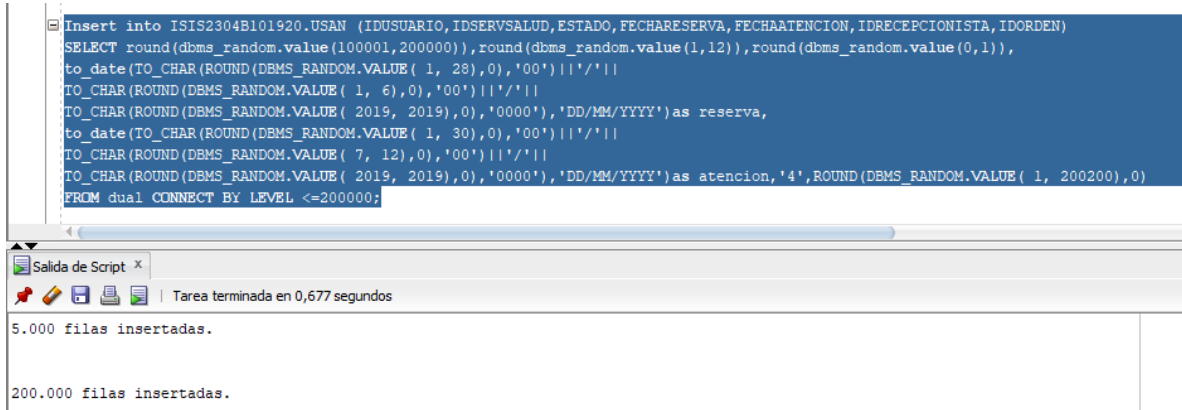 Insert into ISIS2304B101920.USAN (IDUSUARIO,IDSERVSALUD,ESTADO,FECHARESERVA,FECHAATENCION,IDRECEPCIONISTA,IDORDEN)
SELECT round(dbms_random.value(100001,200000)),round(dbms_random.value(1,12)),round(dbms_random.value(0,1)),
to_date(TO_CHAR(ROUND(DBMS_RANDOM.VALUE( 1, 28),0),'00')||'/'||
TO_CHAR(ROUND(DBMS_RANDOM.VALUE( 1, 6),0),'00')||'/'||
TO_CHAR(ROUND(DBMS_RANDOM.VALUE( 2019, 2019),0),'0000'),'DD/MM/YYYY')as reserva,
to_date(TO_CHAR(ROUND(DBMS_RANDOM.VALUE( 1, 30),0),'00')||'/'||
TO_CHAR(ROUND(DBMS_RANDOM.VALUE( 7, 12),0),'00')||'/'||
TO_CHAR(ROUND(DBMS_RANDOM.VALUE( 2019, 2019),0),'0000'),'DD/MM/YYYY')as atencion,'4',ROUND(DBMS_RANDOM.VALUE( 1, 200200),0)
FROM dual CONNECT BY LEVEL <=200000;
Salida de Script x
Tarea terminada en 0,677 segundos
5.000 filas insertadas.
200.000 filas insertadas.